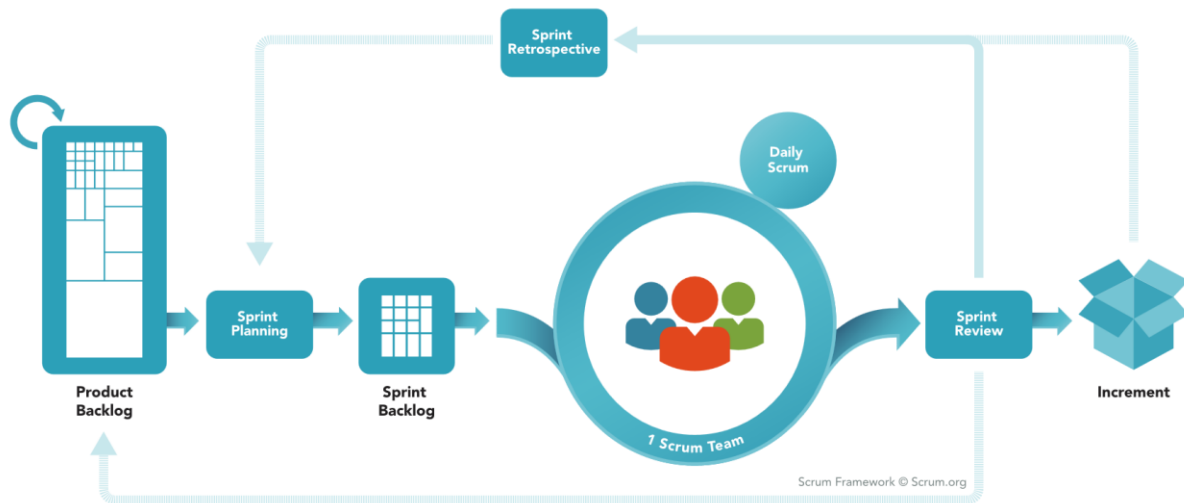 Sprint
Retrospective
Daily
Scrum
Sprint
Planning
Sprint
Review
Product
Backlog
Sprint
Backlog
1 Scrum Team
Increment
Scrum Framework © Scrum.org